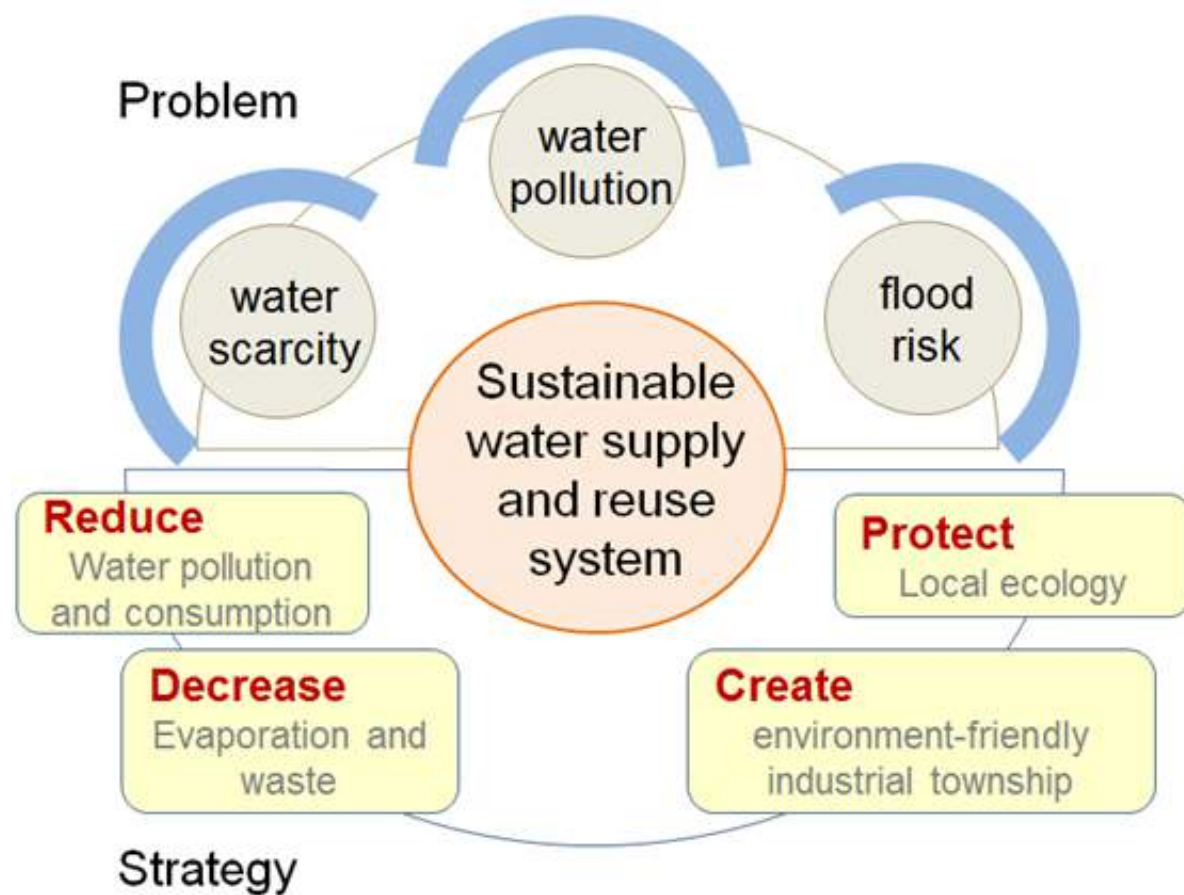 Problem
water
pollution
water
scarcity
flood
risk
Sustainable
water supply
and reuse
system
Reduce
Water pollution
and consumption
Protect
Local ecology
Decrease
Evaporation and
waste
Create
environment-friendly
industrial township
Strategy